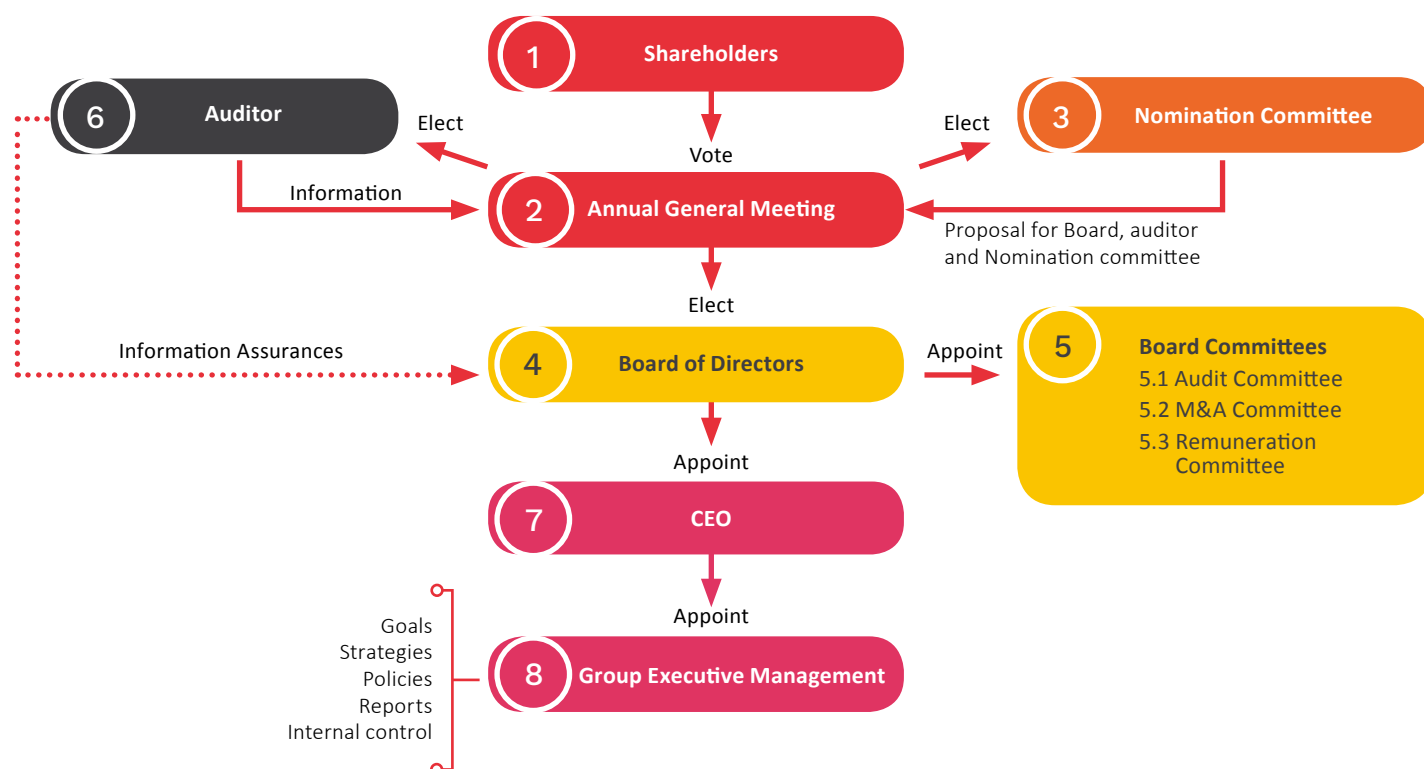 1
Shareholders
6
Auditor
3
Nomination Committee
Elect
Elect
Vote
Information
2
Annual General Meeting
Proposal for Board, auditor
and Nomination committee
Elect
Information Assurances
4
Board of Directors
Appoint
5
Board Committees
5.1 Audit Committee
5.2 M&A Committee
5.3 Remuneration
Committee
Appoint
7
CEO
Appoint
Goals
Strategies
Policies
Reports
Internal control
8
Group Executive Management